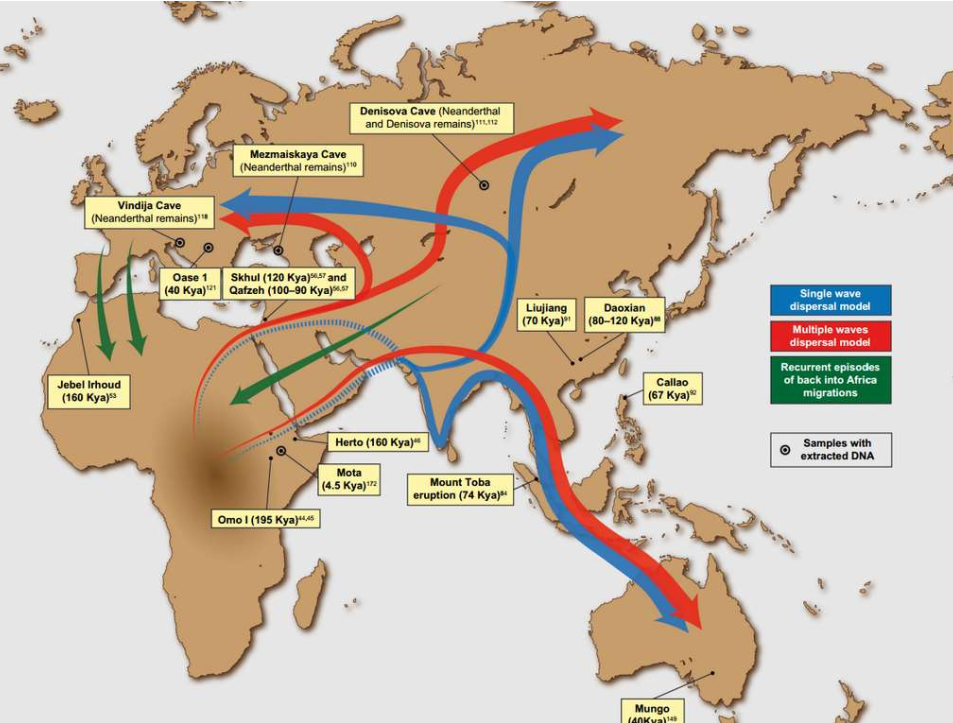 Denisova Cave (Neanderthal
and Denisova remains)111,112
Mezmaiskaya Cave
(Neanderthal remains)110
Vindija Cave
(Neanderthal remains)118
Oase 1
(40 Kya)121
Skhul (120 Kya)56,57 and
Qafzeh (100–90 Kya)56,57
Liujiang
(70 Kya)91
Daoxian
(80–120 Kya)88
Single wave
dispersal model
Multiple waves
dispersal model
Recurrent episodes
of back into Africa
migrations
Jebel Irhoud
(160 Kya)53
Callao
(67 Kya)92
Herto (160 Kya)46
Samples with
extracted DNA
Mota
(4.5 Kya)172
Mount Toba
eruption (74 Kya)84
Omo I (195 Kya)44,45
Mungo
(40Kya)149